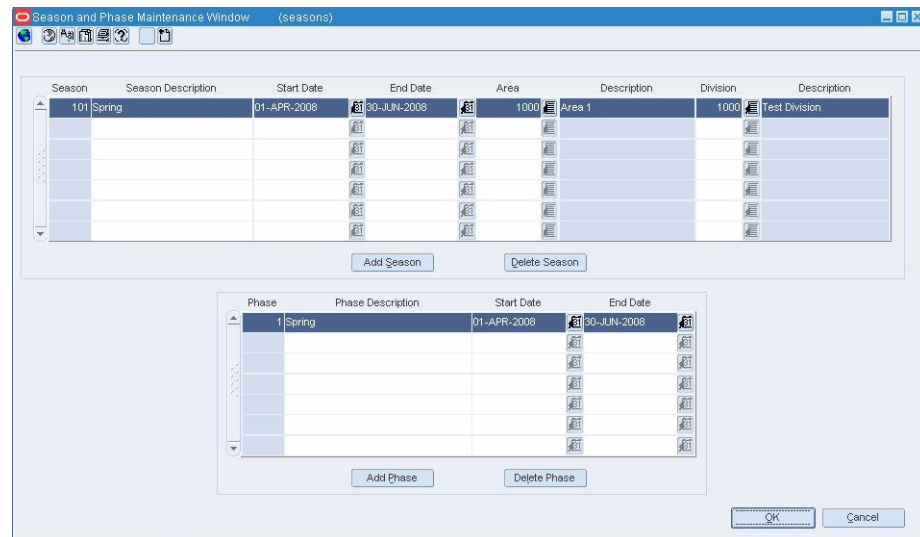 Season and Phase Maintenance Window (seasons)
Season Season Description Start Date End Date Area Description Division Description
101 Spring 01-APR-2008 30-JUN-2008 1000 Area 1 1000 Test Division
Add Season Delete Season
Phase Phase Description Start Date End Date
1 Spring 01-APR-2008 30-JUN-2008
Add Phase Delete Phase
OK Cancel